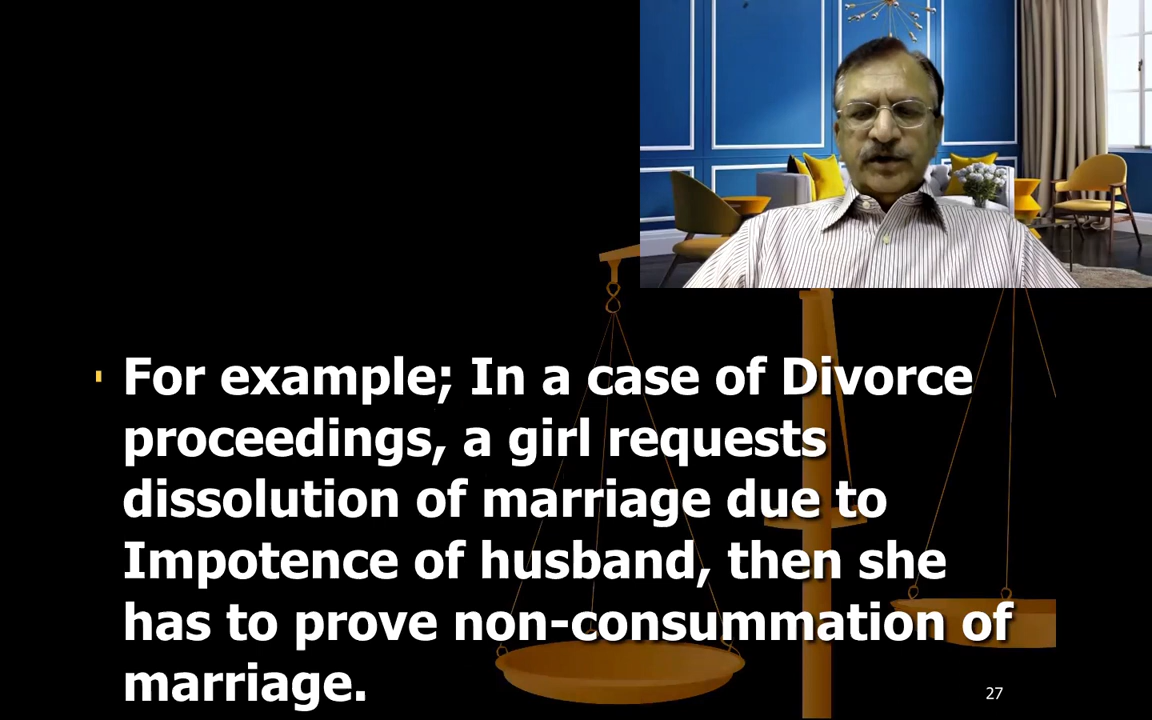 For example; In a case of Divorce
proceedings, a girl requests
dissolution of marriage due to
Impotence of husband, then she
has to prove non-consummation of
marriage.
27